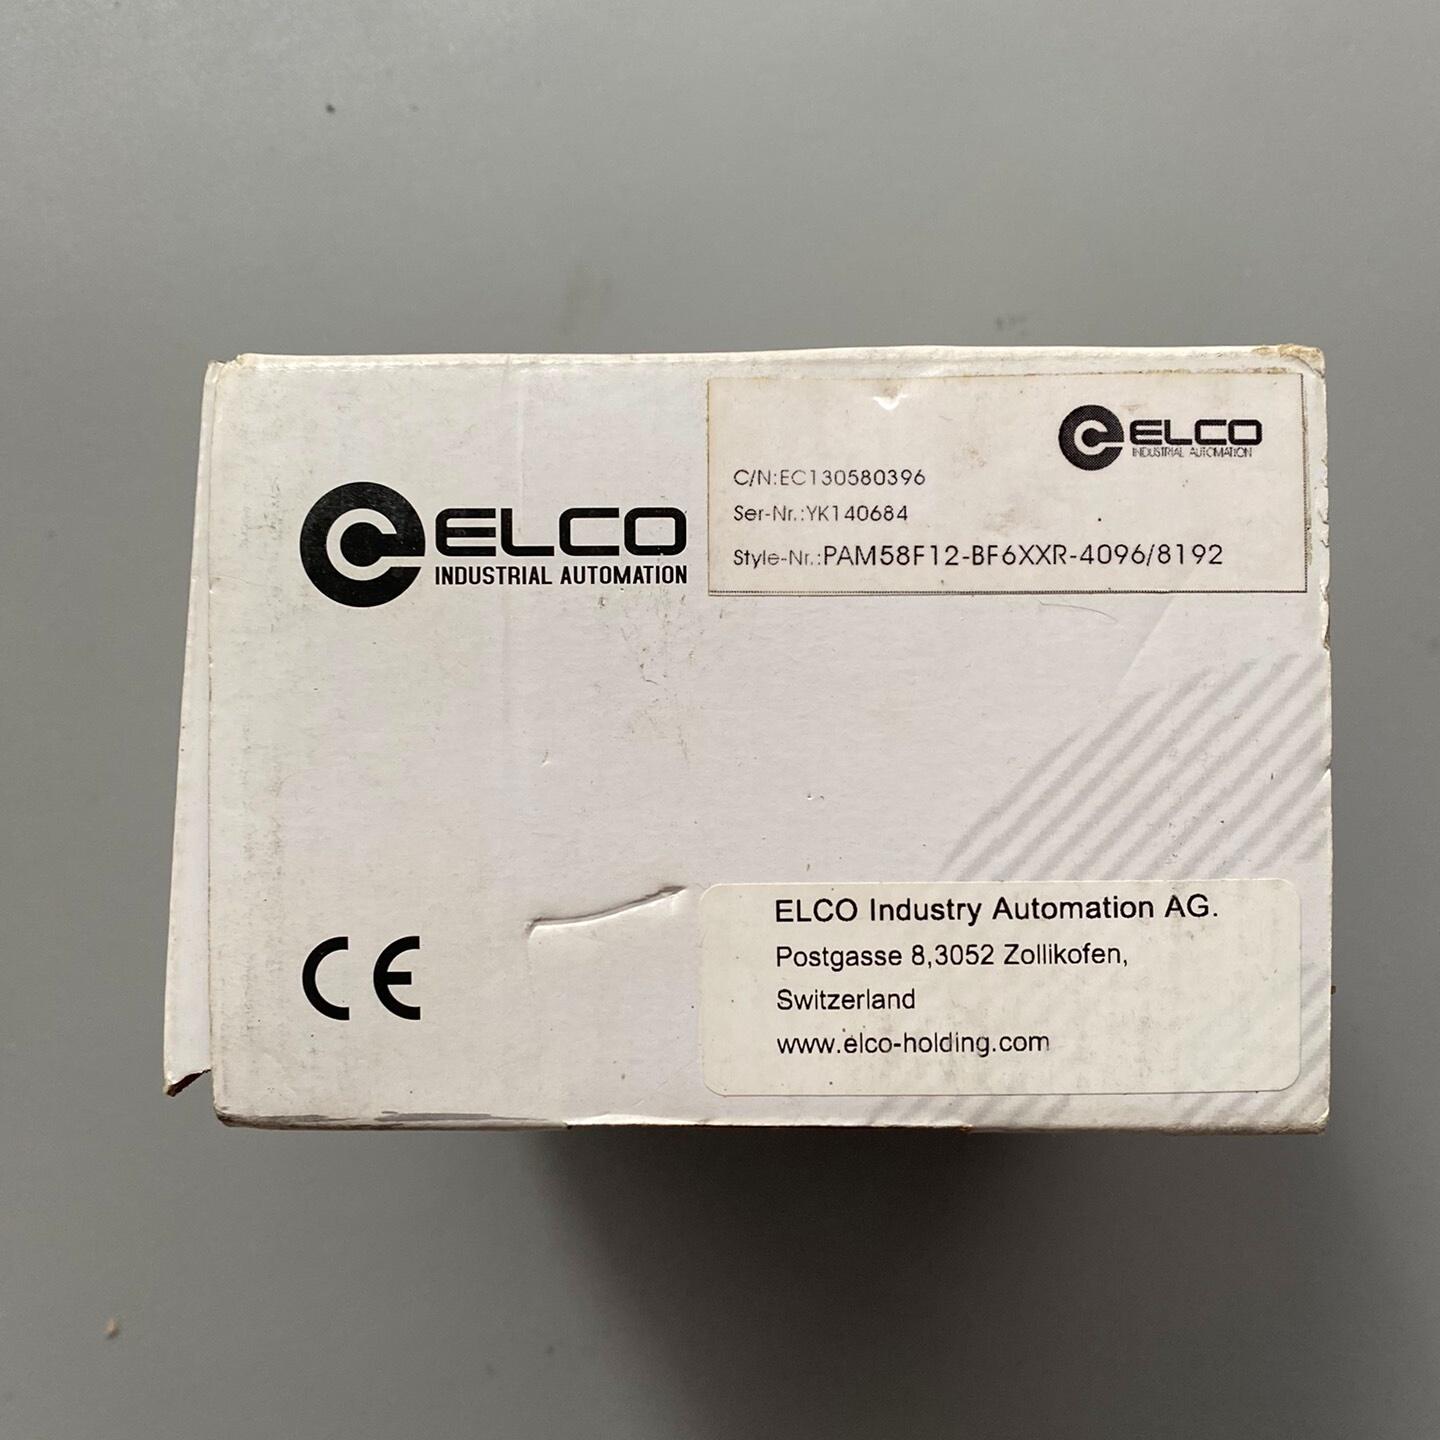 ELCO
INDUSTRIAL AUTOMATION
ELCO
INDUSTRIAL AUTOMATION
C/N:EC130580396
Ser-Nr.:YK140684
Style-Nr.:PAM58F12-BF6XXR-4096/8192
CE
ELCO Industry Automation AG.
Postgasse 8,3052 Zollikofen,
Switzerland
www.elco-holding.com